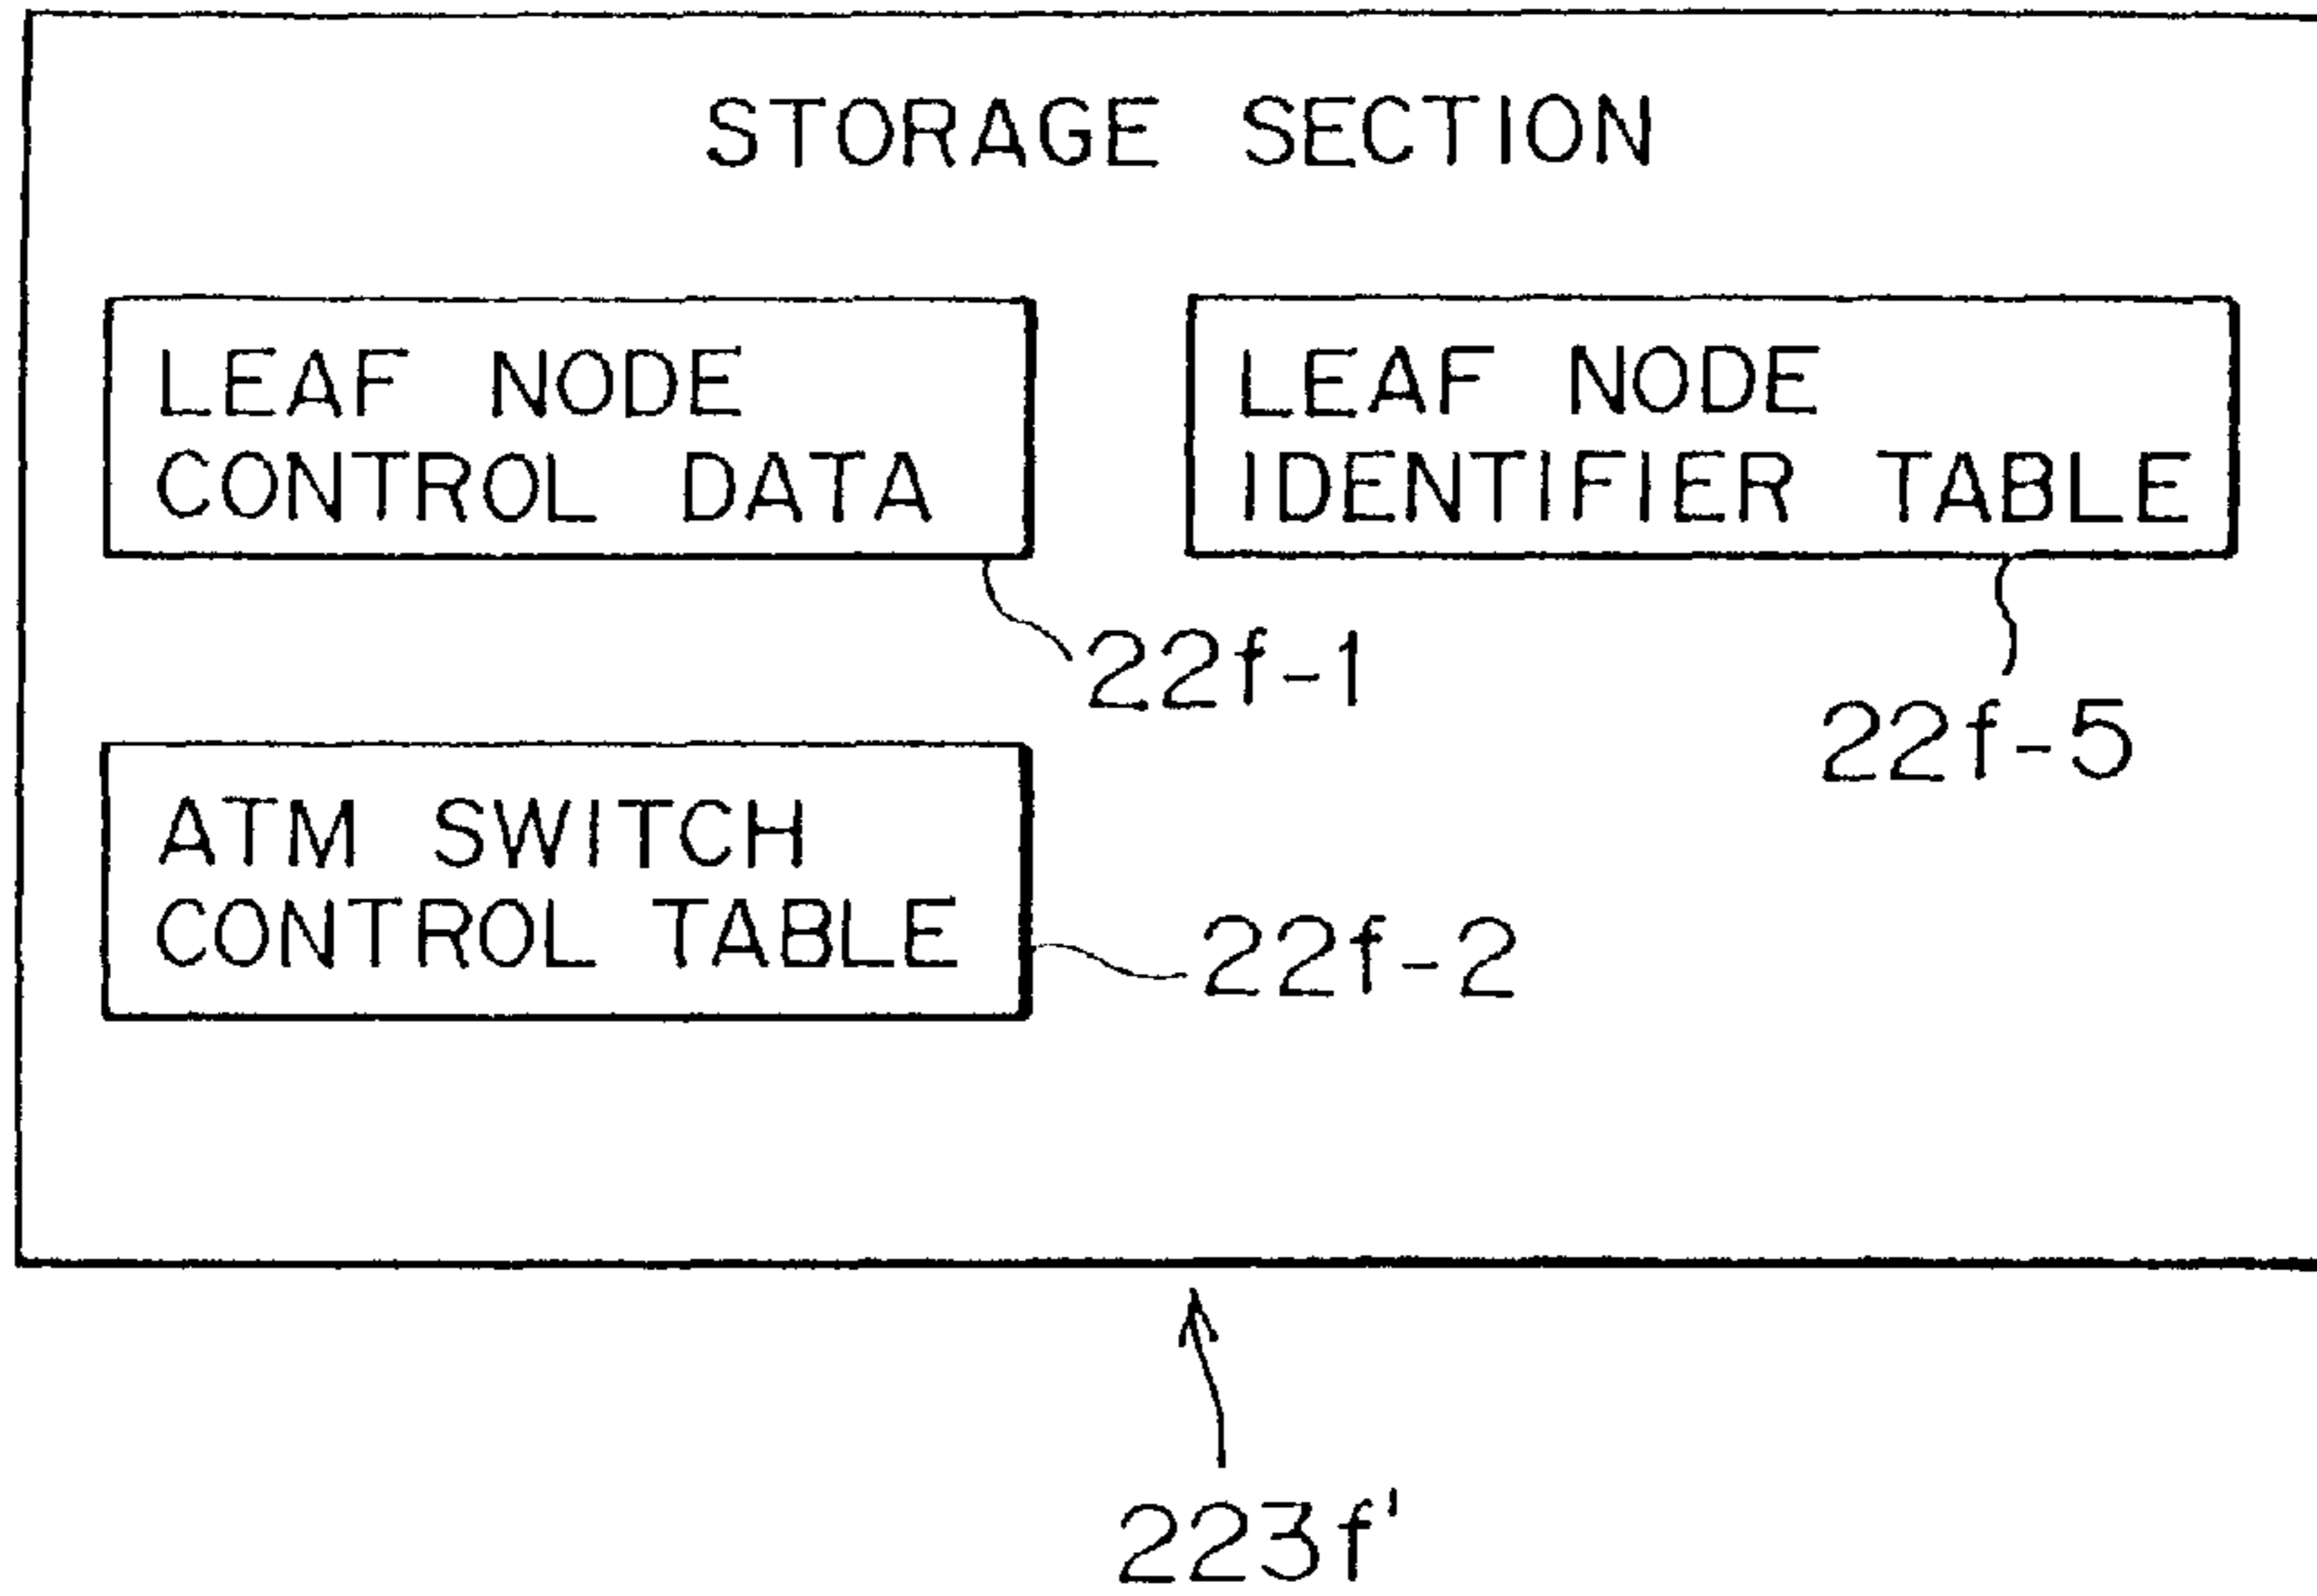 STORAGE SECTION
LEAF NODE
CONTROL DATA
22f-1
LEAF NODE
IDENTIFIER TABLE
22f-5
ATM SWITCH
CONTROL TABLE
22f-2
223f'